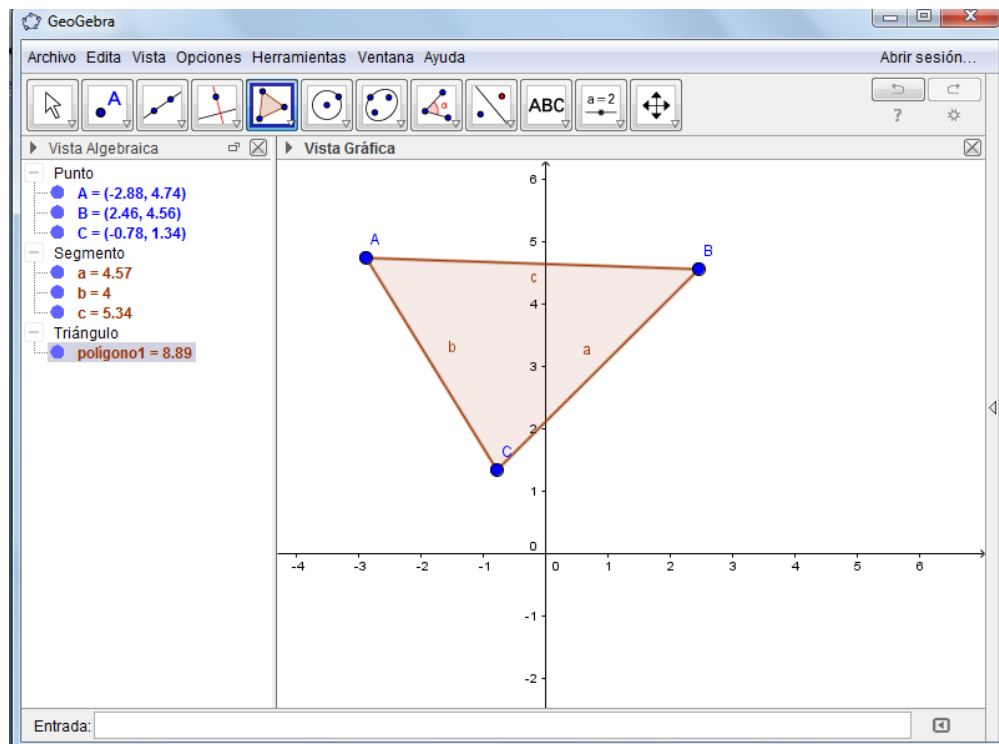 GeoGebra
Archivo Edita Vista Opciones Herramientas Ventana Ayuda
Abrir sesión...
A
α
ABC
a=2
?
Vista Algebraica
Punto
A = (-2.88, 4.74)
B = (2.46, 4.56)
C = (-0.78, 1.34)
Segmento
a = 4.57
b = 4
c = 5.34
Triángulo
polígono1 = 8.89
Vista Gráfica
6
5
4
3
2
1
0
-1
-2
-4 -3 -2 -1 0 1 2 3 4 5 6
A
B
c
b
a
C
Entrada: